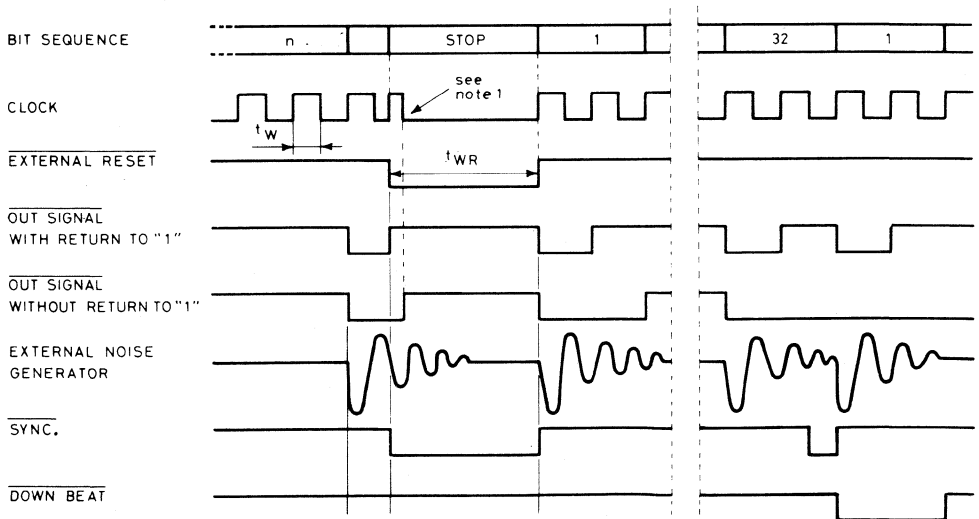 BIT SEQUENCE
n
STOP
1
32
1
CLOCK
see
note 1
tW
EXTERNAL RESET
tWR
OUT SIGNAL
WITH RETURN TO "1"
OUT SIGNAL
WITHOUT RETURN TO "1"
EXTERNAL NOISE
GENERATOR
SYNC.
DOWN BEAT